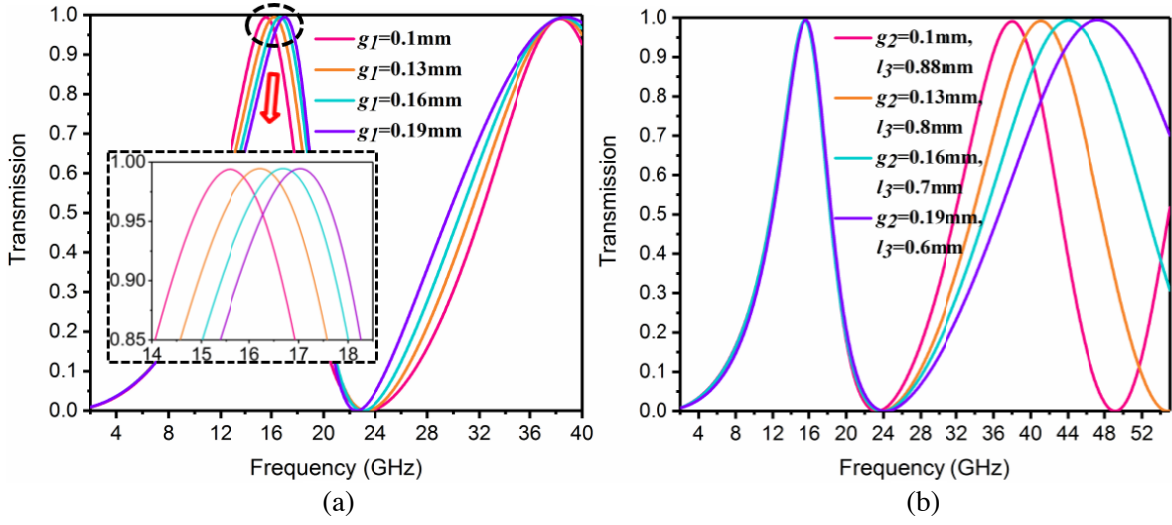 1.0
0.9
0.8
0.7
0.6
0.5
0.4
0.3
0.2
0.1
0.0
Transmission
g1=0.1mm
g1=0.13mm
g1=0.16mm
g1=0.19mm
1.00
0.95
0.90
0.85
14 15 16 17 18
4 8 12 16 20 24 28 32 36 40
Frequency (GHz)
(a)
1.0
0.9
0.8
0.7
0.6
0.5
0.4
0.3
0.2
0.1
0.0
Transmission
g2=0.1mm,
l3=0.88mm
g2=0.13mm,
l3=0.8mm
g2=0.16mm,
l3=0.7mm
g2=0.19mm,
l3=0.6mm
4 8 12 16 20 24 28 32 36 40 44 48 52
Frequency (GHz)
(b)